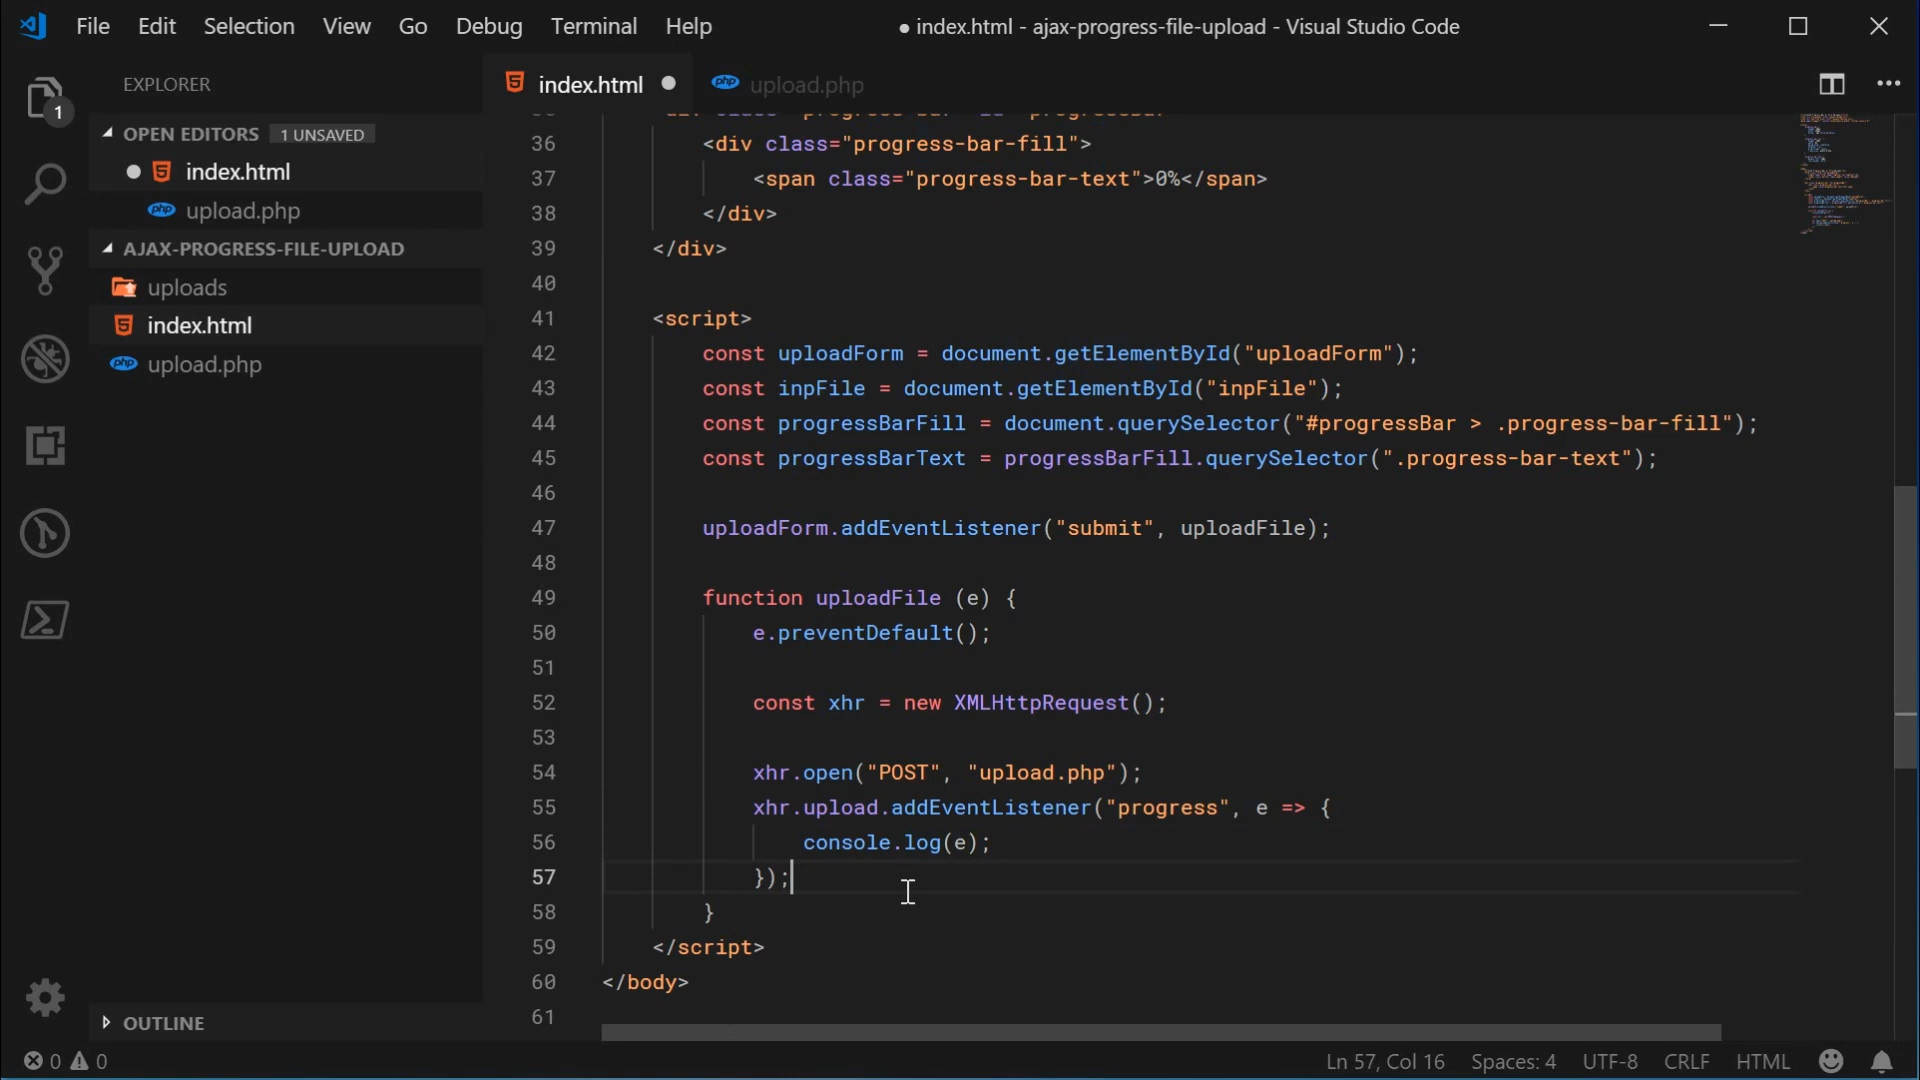 File Edit Selection View Go Debug Terminal Help
● index.html - ajax-progress-file-upload - Visual Studio Code
1
EXPLORER
OPEN EDITORS 1 UNSAVED
index.html
php upload.php
AJAX-PROGRESS-FILE-UPLOAD
uploads
index.html
php upload.php
OUTLINE
index.html
php upload.php
36 <div class="progress-bar-fill">
37 <span class="progress-bar-text">0%</span>
38 </div>
39 </div>
40
41 <script>
42 const uploadForm = document.getElementById("uploadForm");
43 const inpFile = document.getElementById("inpFile");
44 const progressBarFill = document.querySelector("#progressBar > .progress-bar-fill");
45 const progressBarText = progressBarFill.querySelector(".progress-bar-text");
46
47 uploadForm.addEventListener("submit", uploadFile);
48
49 function uploadFile (e) {
50 e.preventDefault();
51
52 const xhr = new XMLHttpRequest();
53
54 xhr.open("POST", "upload.php");
55 xhr.upload.addEventListener("progress", e => {
56 console.log(e);
57 });
58 }
59 </script>
60 </body>
61
0 0
Ln 57, Col 16 Spaces: 4 UTF-8 CRLF HTML